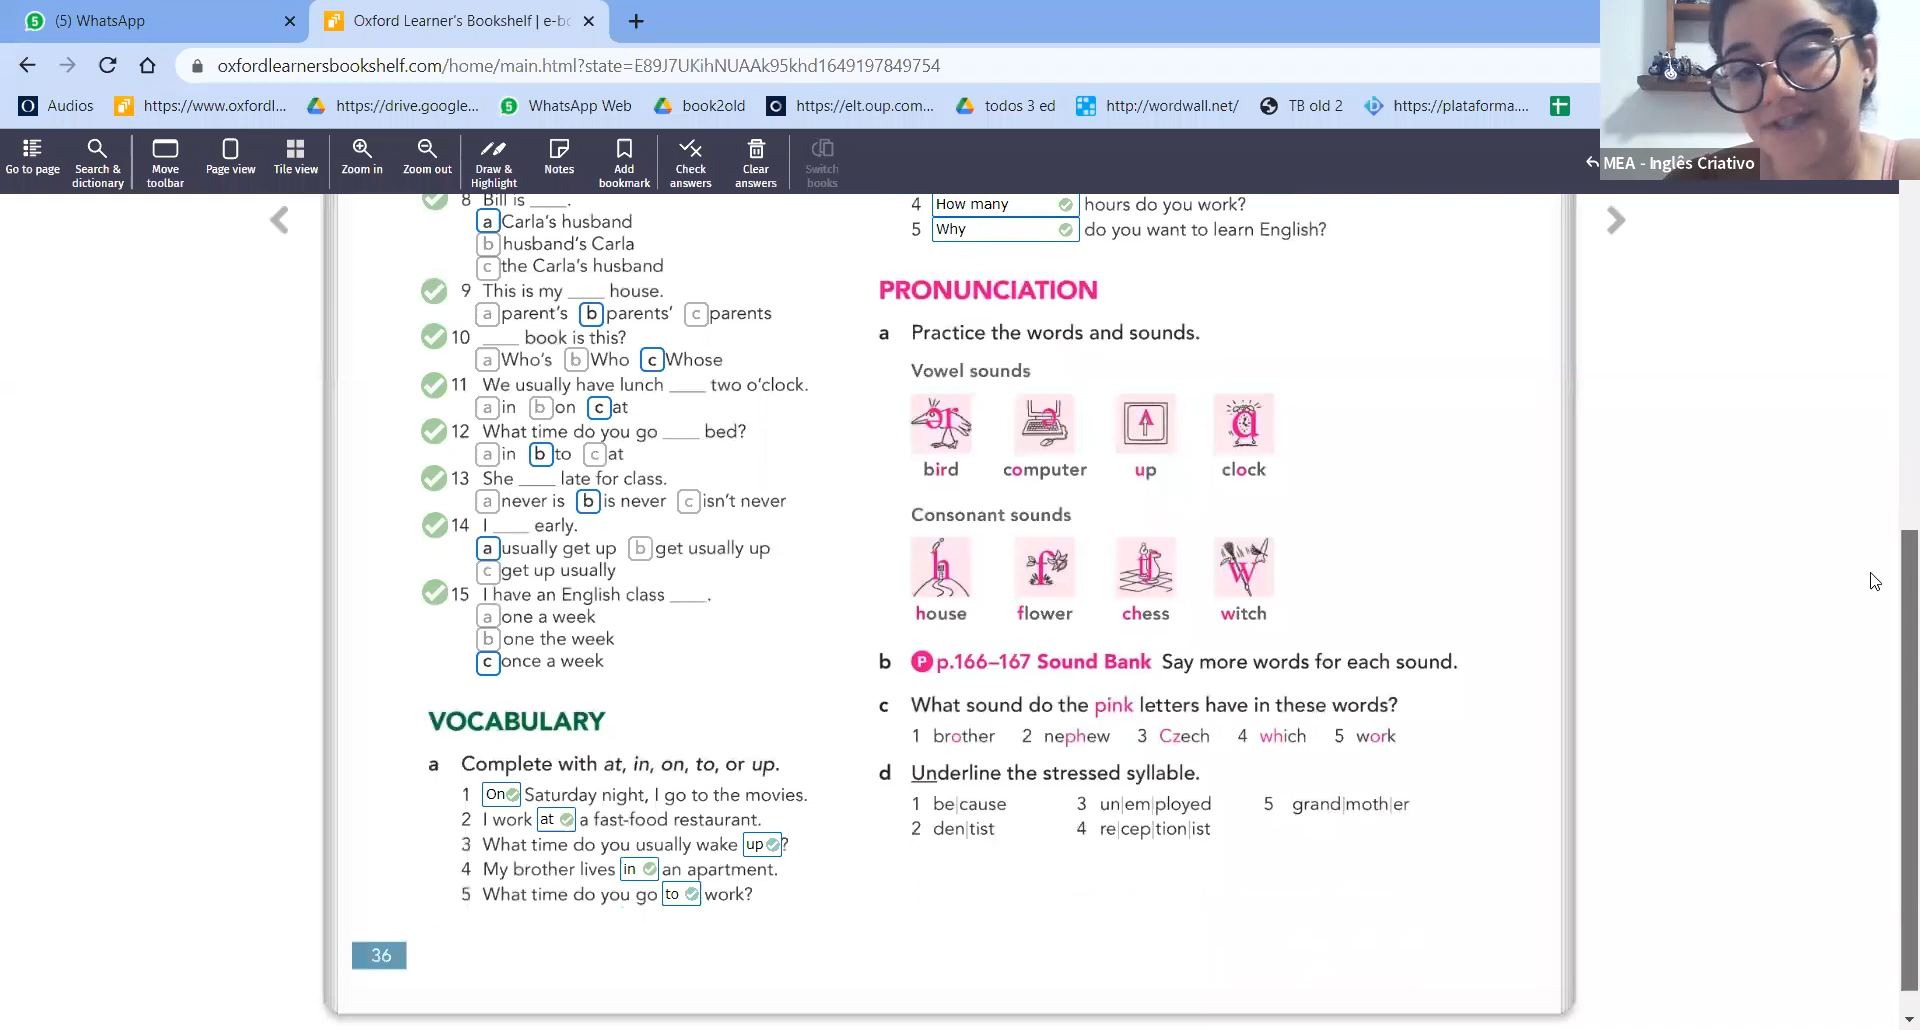 (5) WhatsApp
Oxford Learner's Bookshelf | e-bo
oxfordlearnersbookshelf.com/home/main.html?state=E89J7UKihNUAAk95khd1649197849754
Audios https://www.oxfordl... https://drive.google... WhatsApp Web book2old https://elt.oup.com... todos 3 ed http://wordwall.net/ TB old 2 https://plataforma....
Go to page
Search & dictionary
Move toolbar
Page view
Tile view
Zoom in
Zoom out
Draw & Highlight
Notes
Add bookmark
Check answers
Clear answers
Switch books
MEA - Inglês Criativo
8 Bill is ____.
a Carla's husband
b husband's Carla
c the Carla's husband
9 This is my ____ house.
a parent's b parents' c parents
10 ____ book is this?
a Who's b Who c Whose
11 We usually have lunch ____ two o'clock.
a in b on c at
12 What time do you go ____ bed?
a in b to c at
13 She ____ late for class.
a never is b is never c isn't never
14 I ____ early.
a usually get up b get usually up
c get up usually
15 I have an English class ____.
a one a week
b one the week
c once a week
VOCABULARY
a Complete with at, in, on, to, or up.
1 On Saturday night, I go to the movies.
2 I work at a fast-food restaurant.
3 What time do you usually wake up?
4 My brother lives in an apartment.
5 What time do you go to work?
36
4 How many hours do you work?
5 Why do you want to learn English?
PRONUNCIATION
a Practice the words and sounds.
Vowel sounds
ər ə ʌ ɑ
bird computer up clock
Consonant sounds
h f tʃ w
house flower chess witch
b P p.166–167 Sound Bank Say more words for each sound.
c What sound do the pink letters have in these words?
1 brother 2 nephew 3 Czech 4 which 5 work
d Underline the stressed syllable.
1 be|cause 3 un|em|ployed 5 grand|moth|er
2 den|tist 4 re|cep|tion|ist